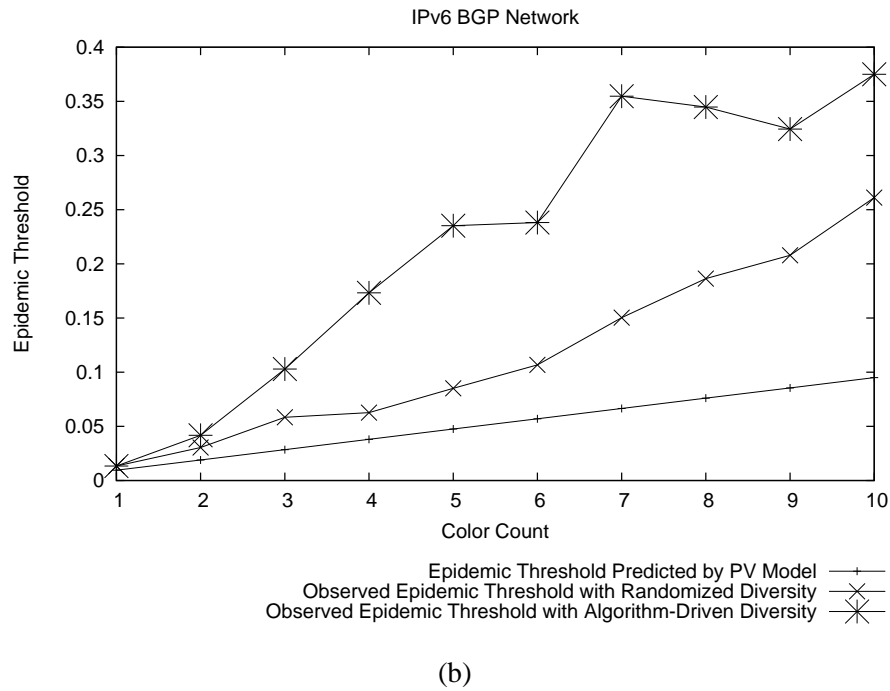 IPv6 BGP Network
0.4
0.35
0.3
0.25
0.2
0.15
0.1
0.05
0
Epidemic Threshold
1 2 3 4 5 6 7 8 9 10
Color Count
Epidemic Threshold Predicted by PV Model
Observed Epidemic Threshold with Randomized Diversity
Observed Epidemic Threshold with Algorithm-Driven Diversity
(b)